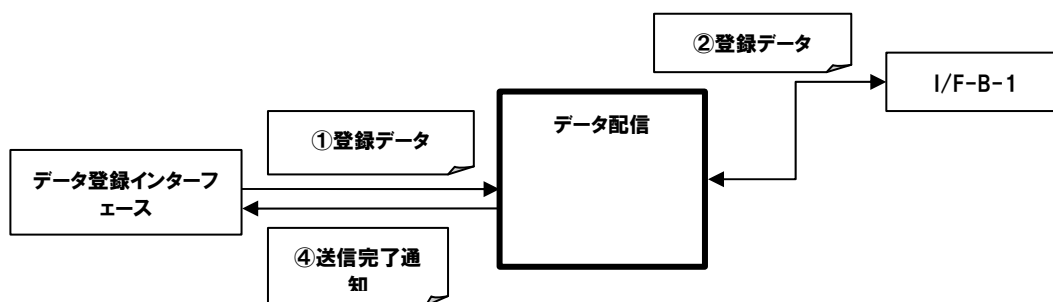 ②登録データ
I/F-B-1
データ配信
①登録データ
データ登録インターフ
ェース
④送信完了通
知